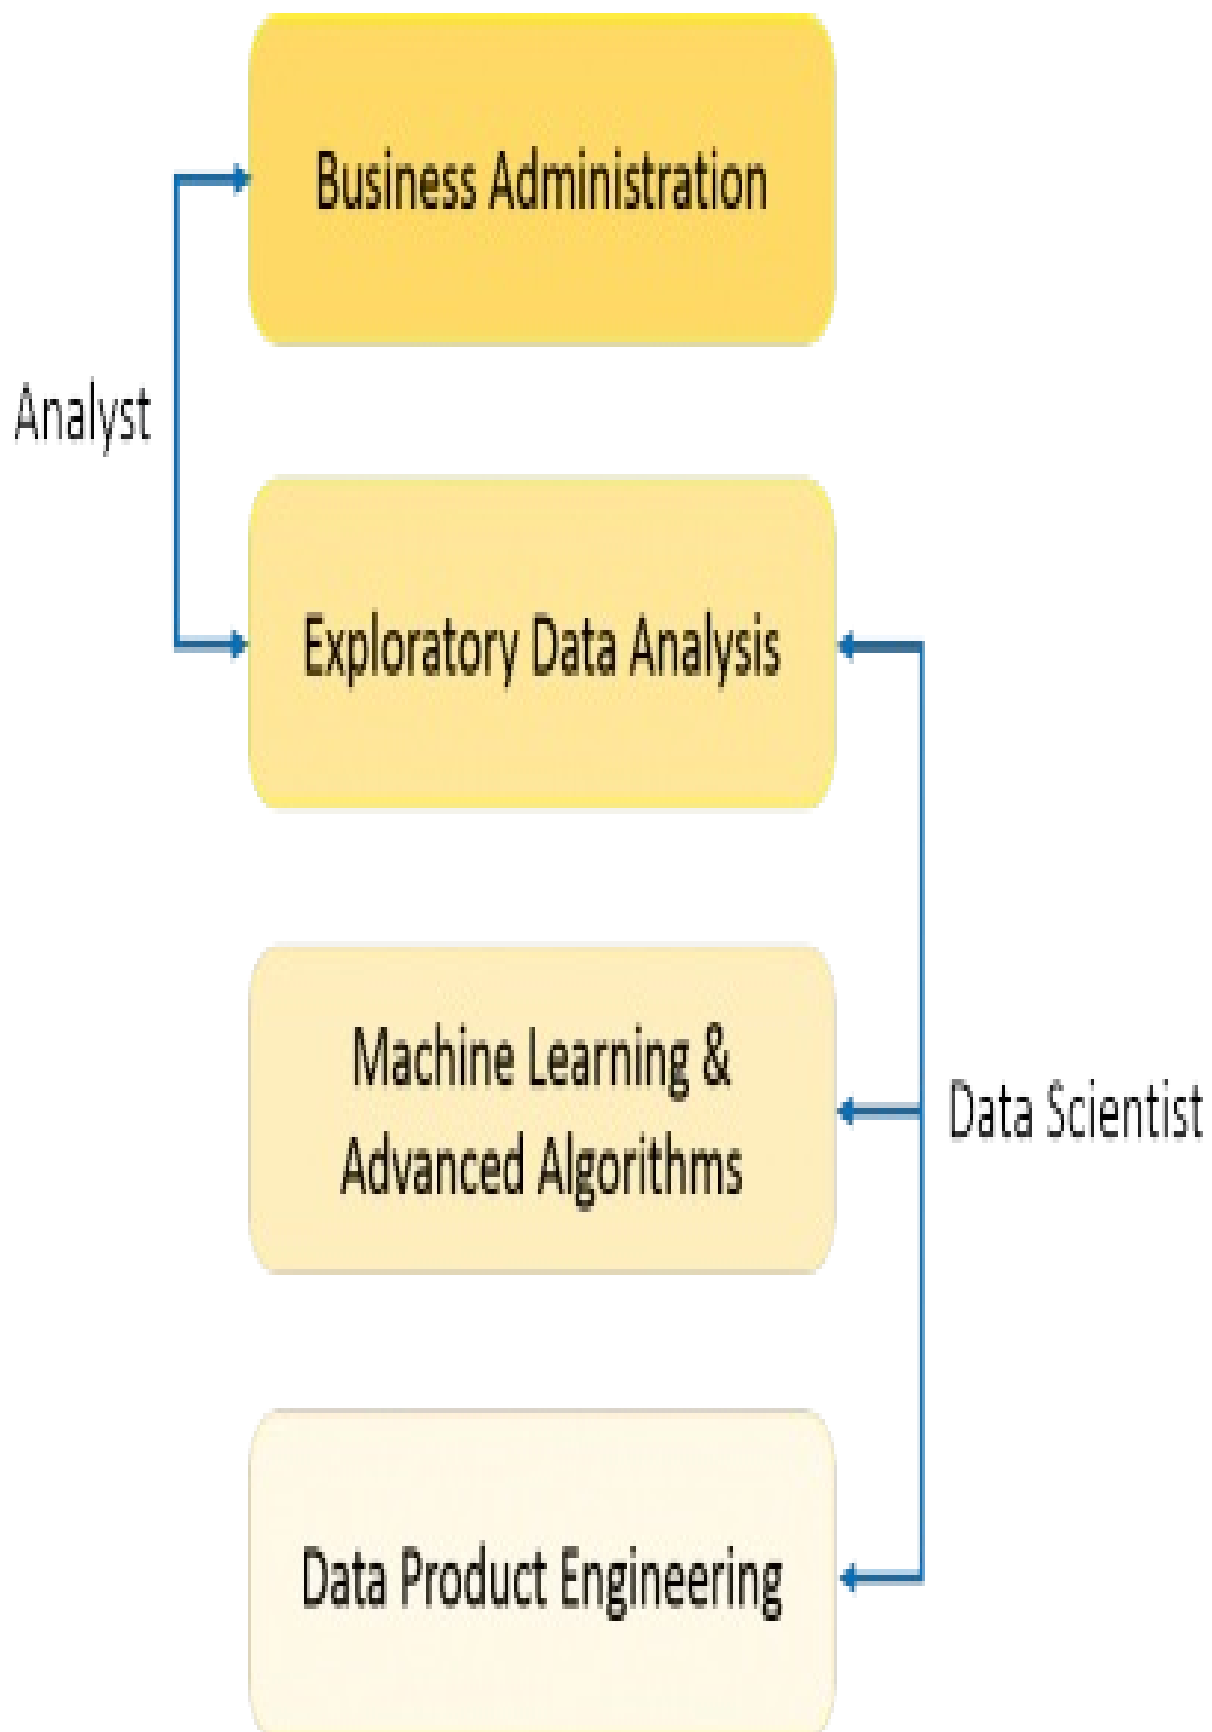 Business Administration
Analyst
Exploratory Data Analysis
Machine Learning &
Advanced Algorithms
Data Scientist
Data Product Engineering